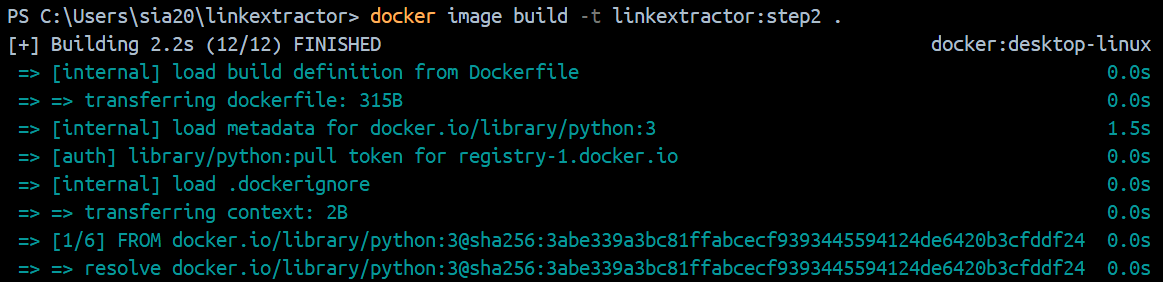 PS C:\Users\sia20\linkextractor> docker image build -t linkextractor:step2 .
[+] Building 2.2s (12/12) FINISHED docker:desktop-linux
=> [internal] load build definition from Dockerfile 0.0s
=> => transferring dockerfile: 315B 0.0s
=> [internal] load metadata for docker.io/library/python:3 1.5s
=> [auth] library/python:pull token for registry-1.docker.io 0.0s
=> [internal] load .dockerignore 0.0s
=> => transferring context: 2B 0.0s
=> [1/6] FROM docker.io/library/python:3@sha256:3abe339a3bc81ffabcecf9393445594124de6420b3cfddf24 0.0s
=> => resolve docker.io/library/python:3@sha256:3abe339a3bc81ffabcecf9393445594124de6420b3cfddf24 0.0s